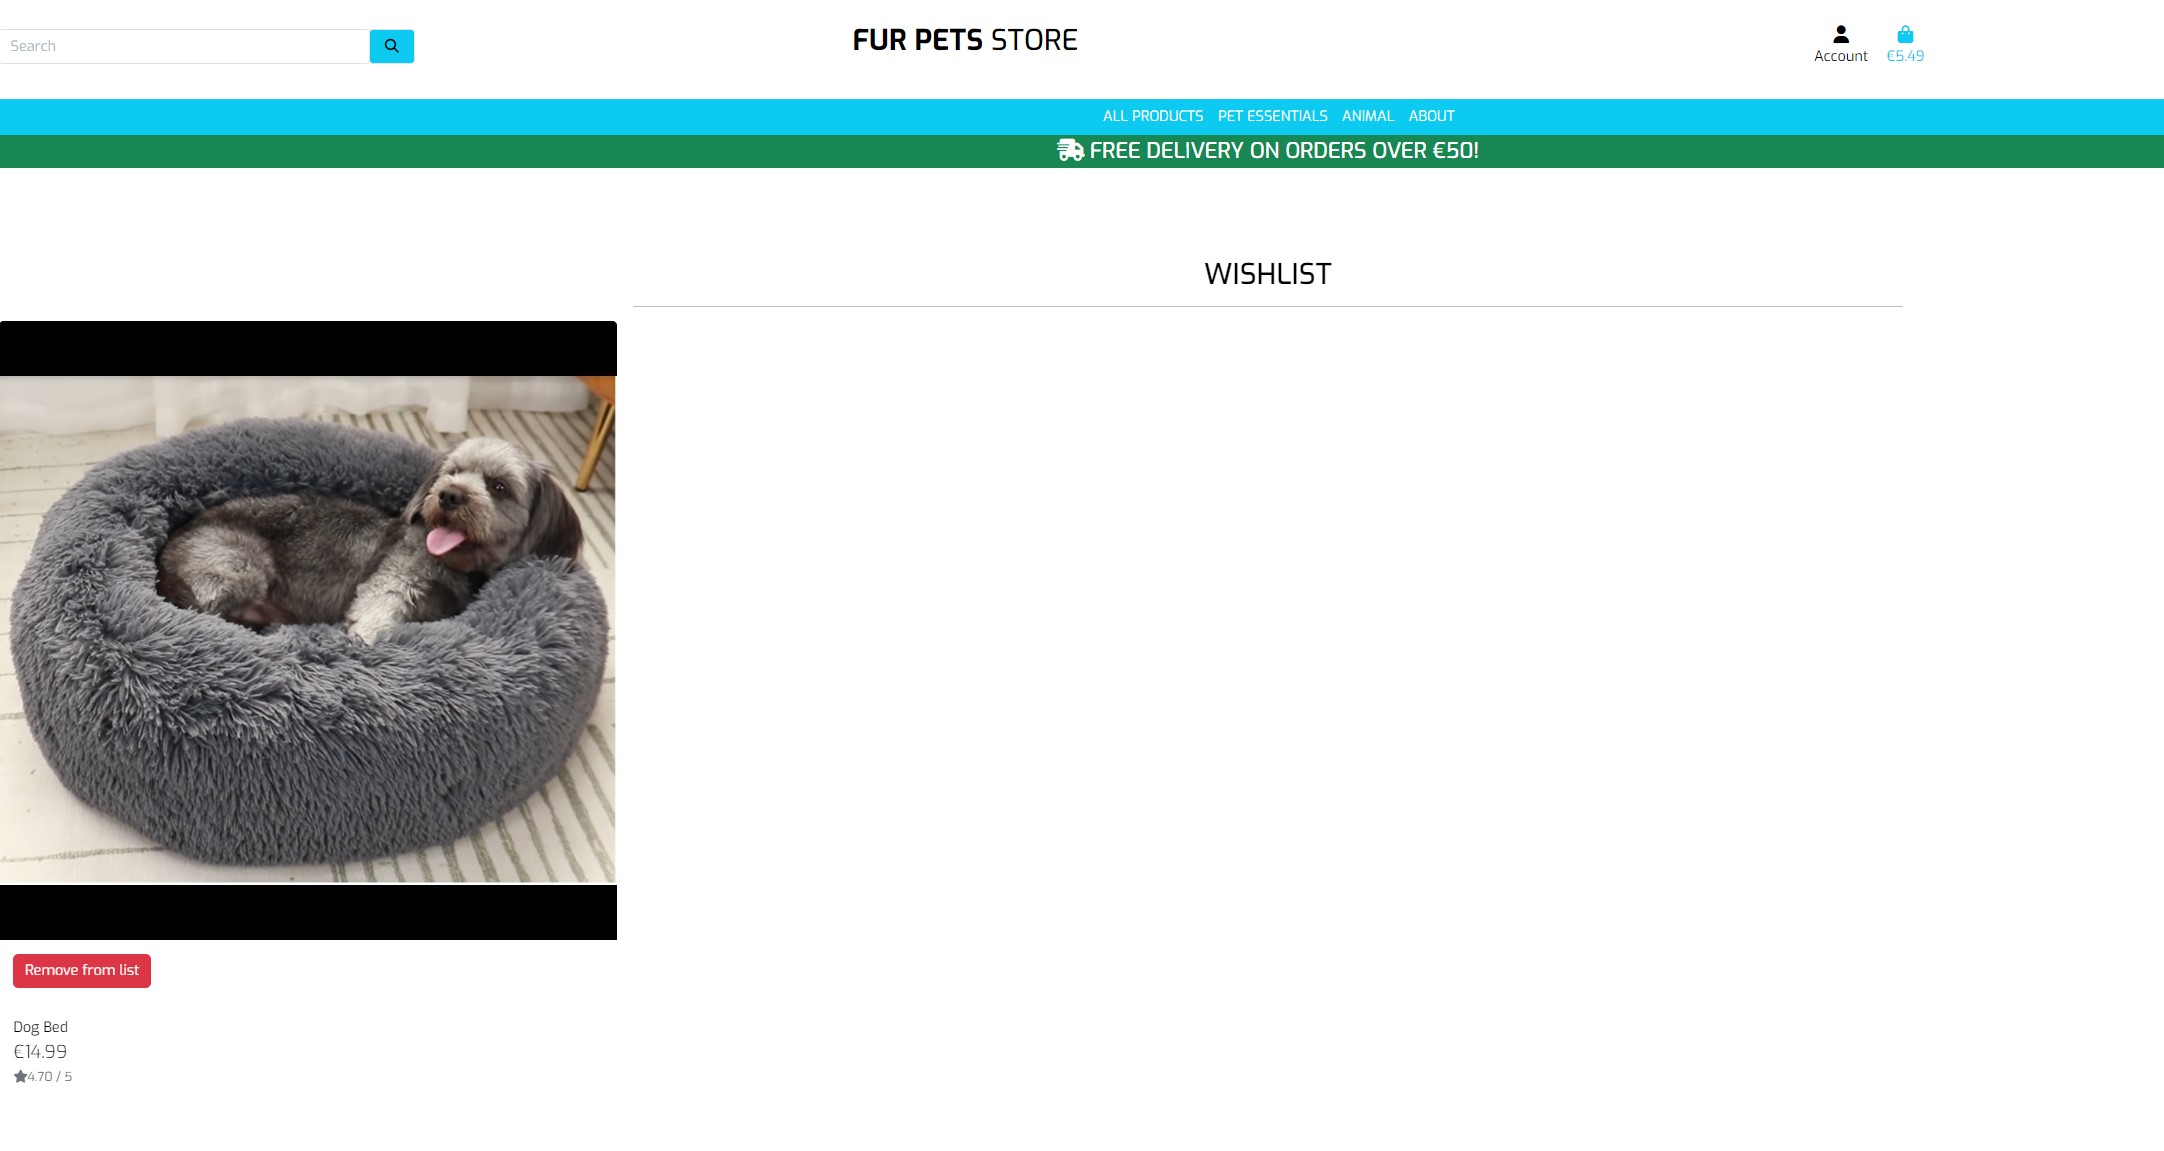 Search
FUR PETS STORE
Account
€5.49
ALL PRODUCTS PET ESSENTIALS ANIMAL ABOUT
FREE DELIVERY ON ORDERS OVER €50!
WISHLIST
Remove from list
Dog Bed
€14.99
4.70 / 5